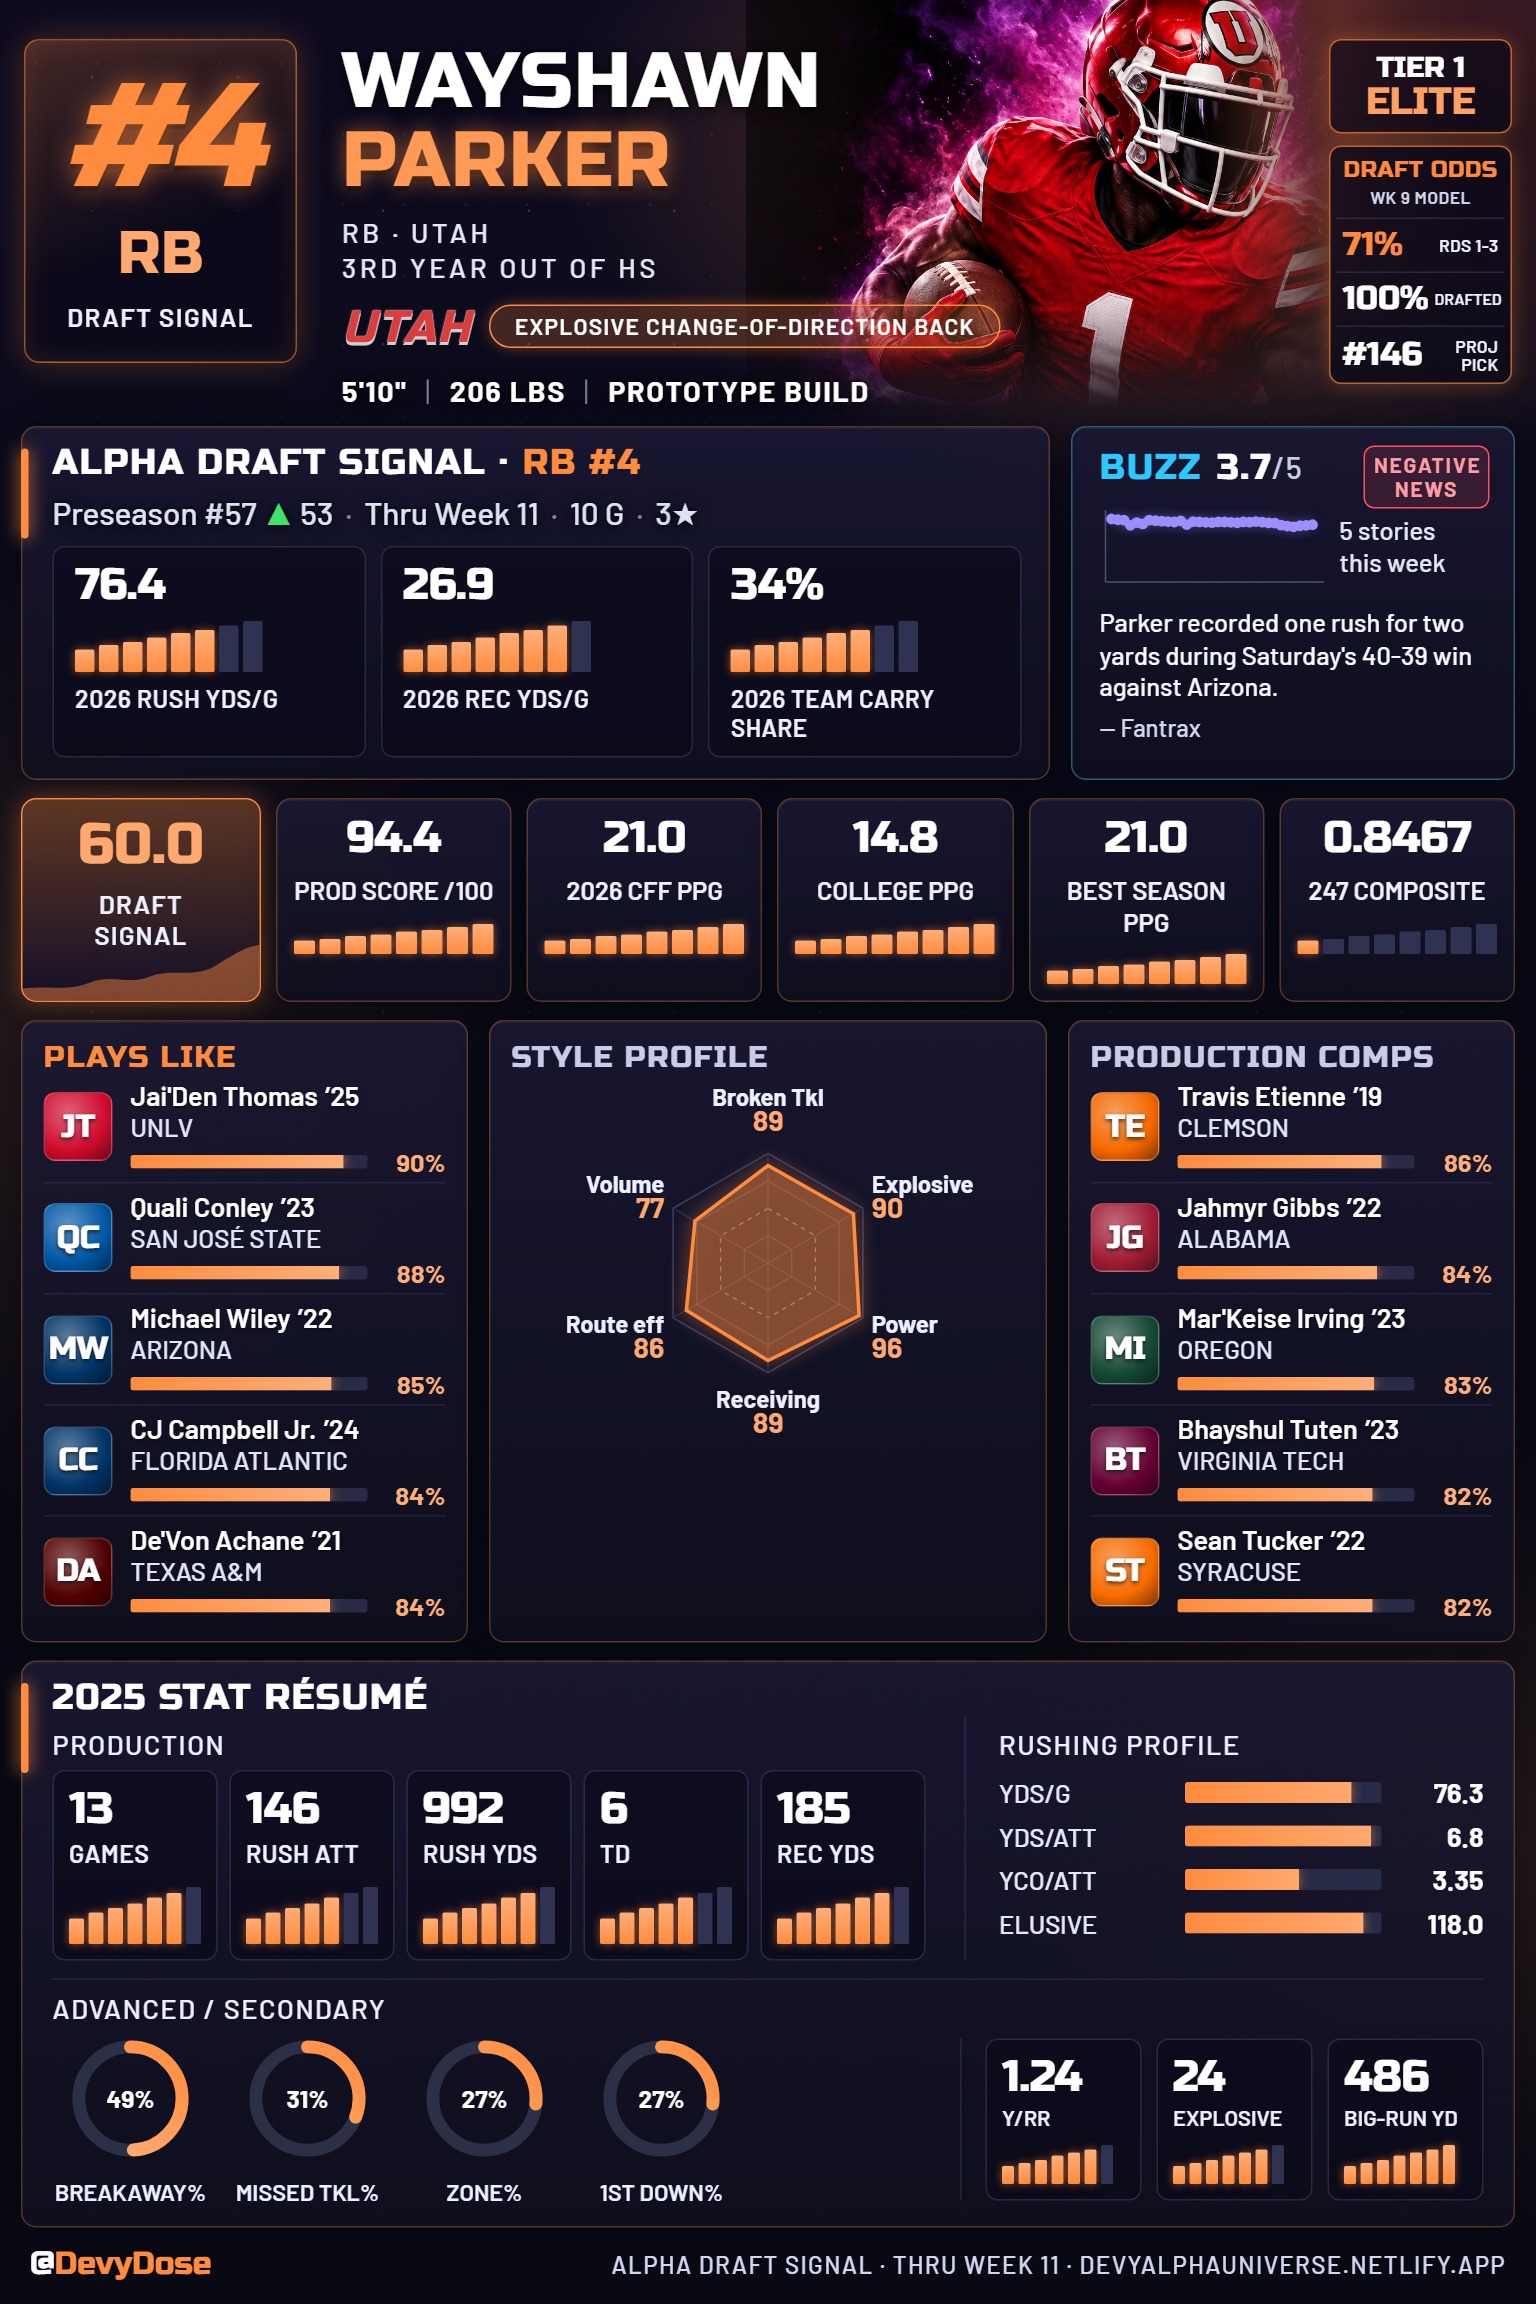 #4
RB
DRAFT SIGNAL
WAYSHAWN
PARKER
RB · UTAH
3RD YEAR OUT OF HS
UTAH
EXPLOSIVE CHANGE-OF-DIRECTION BACK
5'10" | 206 LBS | PROTOTYPE BUILD
U
1
TIER 1
ELITE
DRAFT ODDS
WK 9 MODEL
71% RDS 1-3
100% DRAFTED
#146 PROJ
PICK
ALPHA DRAFT SIGNAL · RB #4
Preseason #57 ▲ 53 · Thru Week 11 · 10 G · 3★
76.4
2026 RUSH YDS/G
26.9
2026 REC YDS/G
34%
2026 TEAM CARRY
SHARE
BUZZ 3.7/5
NEGATIVE
NEWS
5 stories
this week
Parker recorded one rush for two
yards during Saturday's 40-39 win
against Arizona.
— Fantrax
60.0
DRAFT
SIGNAL
94.4
PROD SCORE /100
21.0
2026 CFF PPG
14.8
COLLEGE PPG
21.0
BEST SEASON
PPG
0.8467
247 COMPOSITE
PLAYS LIKE
JT
Jai'Den Thomas ’25
UNLV
90%
QC
Quali Conley ’23
SAN JOSÉ STATE
88%
MW
Michael Wiley ’22
ARIZONA
85%
CC
CJ Campbell Jr. ’24
FLORIDA ATLANTIC
84%
DA
De'Von Achane ’21
TEXAS A&M
84%
STYLE PROFILE
Broken Tkl
89
Volume
77
Explosive
90
Route eff
86
Power
96
Receiving
89
PRODUCTION COMPS
TE
Travis Etienne ’19
CLEMSON
86%
JG
Jahmyr Gibbs ’22
ALABAMA
84%
MI
Mar'Keise Irving ’23
OREGON
83%
BT
Bhayshul Tuten ’23
VIRGINIA TECH
82%
ST
Sean Tucker ’22
SYRACUSE
82%
2025 STAT RÉSUMÉ
PRODUCTION
13
GAMES
146
RUSH ATT
992
RUSH YDS
6
TD
185
REC YDS
RUSHING PROFILE
YDS/G 76.3
YDS/ATT 6.8
YCO/ATT 3.35
ELUSIVE 118.0
ADVANCED / SECONDARY
49%
BREAKAWAY%
31%
MISSED TKL%
27%
ZONE%
27%
1ST DOWN%
1.24
Y/RR
24
EXPLOSIVE
486
BIG-RUN YD
@DevyDose
ALPHA DRAFT SIGNAL · THRU WEEK 11 · DEVYALPHAUNIVERSE.NETLIFY.APP